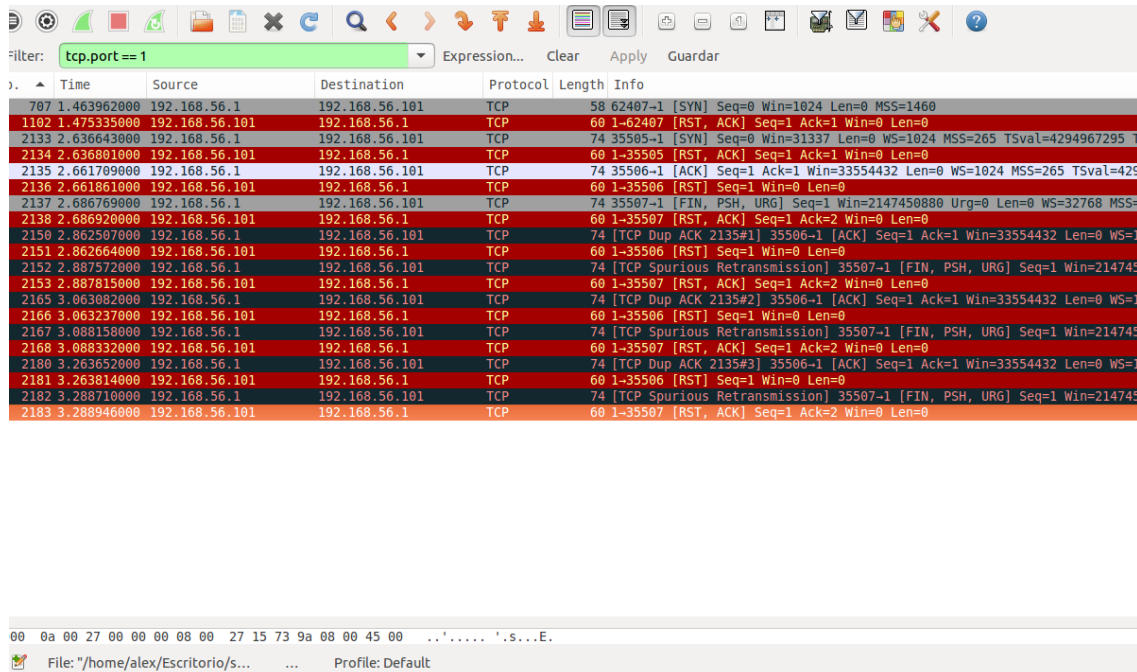 Filter: tcp.port == 1 Expression... Clear Apply Guardar
Time Source Destination Protocol Length Info
707 1.463962000 192.168.56.1 192.168.56.101 TCP 58 62407→1 [SYN] Seq=0 Win=1024 Len=0 MSS=1460
1102 1.475335000 192.168.56.101 192.168.56.1 TCP 60 1→62407 [RST, ACK] Seq=1 Ack=1 Win=0 Len=0
2133 2.636643000 192.168.56.1 192.168.56.101 TCP 74 35505→1 [SYN] Seq=0 Win=31337 Len=0 WS=1024 MSS=265 TSval=4294967295 T
2134 2.636801000 192.168.56.101 192.168.56.1 TCP 60 1→35505 [RST, ACK] Seq=1 Ack=1 Win=0 Len=0
2135 2.661709000 192.168.56.1 192.168.56.101 TCP 74 35506→1 [ACK] Seq=1 Ack=1 Win=33554432 Len=0 WS=1024 MSS=265 TSval=429
2136 2.661861000 192.168.56.101 192.168.56.1 TCP 60 1→35506 [RST] Seq=1 Win=0 Len=0
2137 2.686769000 192.168.56.1 192.168.56.101 TCP 74 35507→1 [FIN, PSH, URG] Seq=1 Win=2147450880 Urg=0 Len=0 WS=32768 MSS=
2138 2.686920000 192.168.56.101 192.168.56.1 TCP 60 1→35507 [RST, ACK] Seq=1 Ack=2 Win=0 Len=0
2150 2.862507000 192.168.56.1 192.168.56.101 TCP 74 [TCP Dup ACK 2135#1] 35506→1 [ACK] Seq=1 Ack=1 Win=33554432 Len=0 WS=1
2151 2.862664000 192.168.56.101 192.168.56.1 TCP 60 1→35506 [RST] Seq=1 Win=0 Len=0
2152 2.887572000 192.168.56.1 192.168.56.101 TCP 74 [TCP Spurious Retransmission] 35507→1 [FIN, PSH, URG] Seq=1 Win=214745
2153 2.887815000 192.168.56.101 192.168.56.1 TCP 60 1→35507 [RST, ACK] Seq=1 Ack=2 Win=0 Len=0
2165 3.063082000 192.168.56.1 192.168.56.101 TCP 74 [TCP Dup ACK 2135#2] 35506→1 [ACK] Seq=1 Ack=1 Win=33554432 Len=0 WS=1
2166 3.063237000 192.168.56.101 192.168.56.1 TCP 60 1→35506 [RST] Seq=1 Win=0 Len=0
2167 3.088158000 192.168.56.1 192.168.56.101 TCP 74 [TCP Spurious Retransmission] 35507→1 [FIN, PSH, URG] Seq=1 Win=214745
2168 3.088332000 192.168.56.101 192.168.56.1 TCP 60 1→35507 [RST, ACK] Seq=1 Ack=2 Win=0 Len=0
2180 3.263652000 192.168.56.1 192.168.56.101 TCP 74 [TCP Dup ACK 2135#3] 35506→1 [ACK] Seq=1 Ack=1 Win=33554432 Len=0 WS=1
2181 3.263814000 192.168.56.101 192.168.56.1 TCP 60 1→35506 [RST] Seq=1 Win=0 Len=0
2182 3.288710000 192.168.56.1 192.168.56.101 TCP 74 [TCP Spurious Retransmission] 35507→1 [FIN, PSH, URG] Seq=1 Win=214745
2183 3.288946000 192.168.56.101 192.168.56.1 TCP 60 1→35507 [RST, ACK] Seq=1 Ack=2 Win=0 Len=0
00 0a 00 27 00 00 00 08 00 27 15 73 9a 08 00 45 00 ..'..... '.s...E.
File: "/home/alex/Escritorio/s... ... Profile: Default